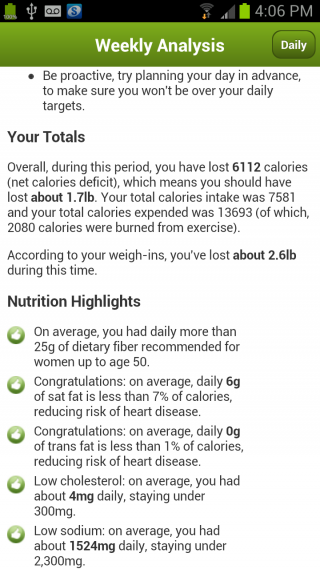 100%
4:06 PM
Weekly Analysis
Daily
• Be proactive, try planning your day in advance,
to make sure you won't be over your daily
targets.
Your Totals
Overall, during this period, you have lost 6112 calories
(net calories deficit), which means you should have
lost about 1.7lb. Your total calories intake was 7581
and your total calories expended was 13693 (of which,
2080 calories were burned from exercise).
According to your weigh-ins, you've lost about 2.6lb
during this time.
Nutrition Highlights
On average, you had daily more than
25g of dietary fiber recommended for
women up to age 50.
Congratulations: on average, daily 6g
of sat fat is less than 7% of calories,
reducing risk of heart disease.
Congratulations: on average, daily 0g
of trans fat is less than 1% of calories,
reducing risk of heart disease.
Low cholesterol: on average, you had
about 4mg daily, staying under
300mg.
Low sodium: on average, you had
about 1524mg daily, staying under
2,300mg.